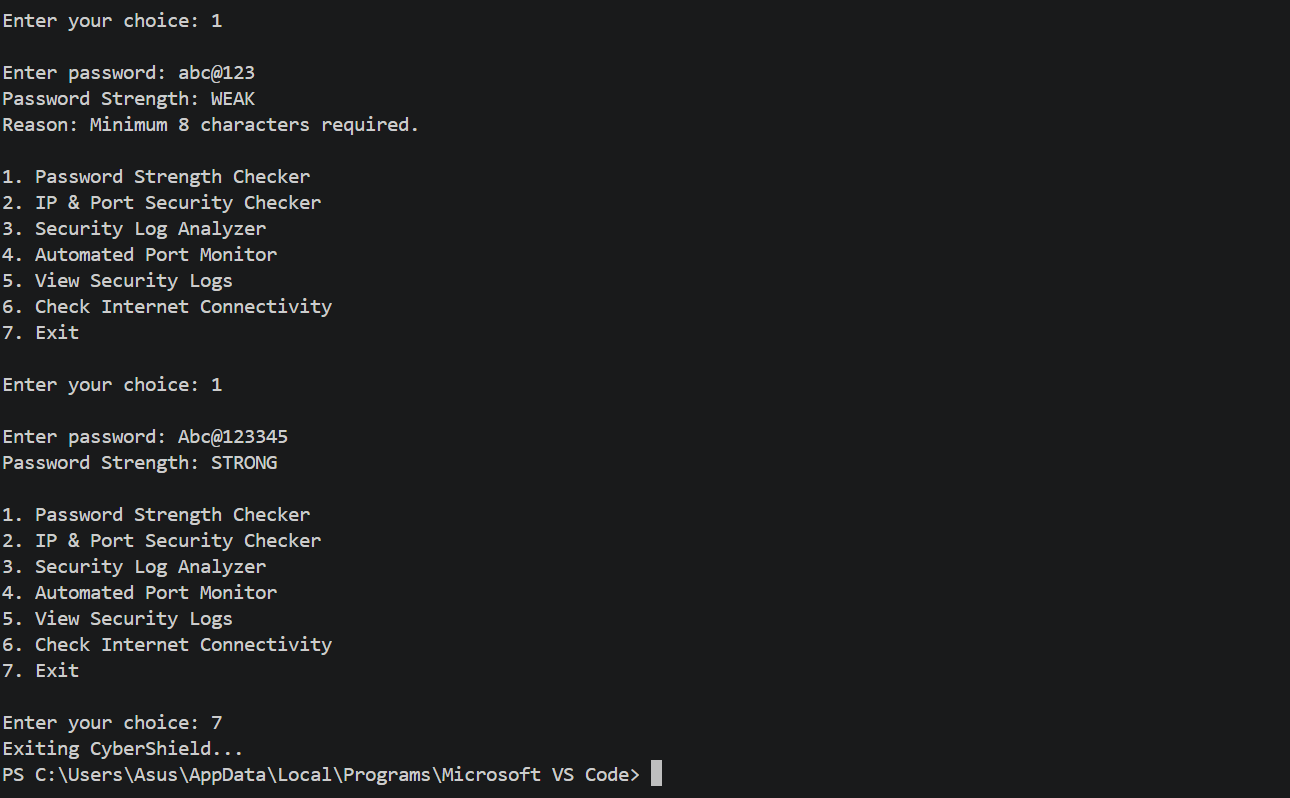 Enter your choice: 1
Enter password: abc@123
Password Strength: WEAK
Reason: Minimum 8 characters required.
1. Password Strength Checker
2. IP & Port Security Checker
3. Security Log Analyzer
4. Automated Port Monitor
5. View Security Logs
6. Check Internet Connectivity
7. Exit
Enter your choice: 1
Enter password: Abc@123345
Password Strength: STRONG
1. Password Strength Checker
2. IP & Port Security Checker
3. Security Log Analyzer
4. Automated Port Monitor
5. View Security Logs
6. Check Internet Connectivity
7. Exit
Enter your choice: 7
Exiting CyberShield...
PS C:\Users\Asus\AppData\Local\Programs\Microsoft VS Code>